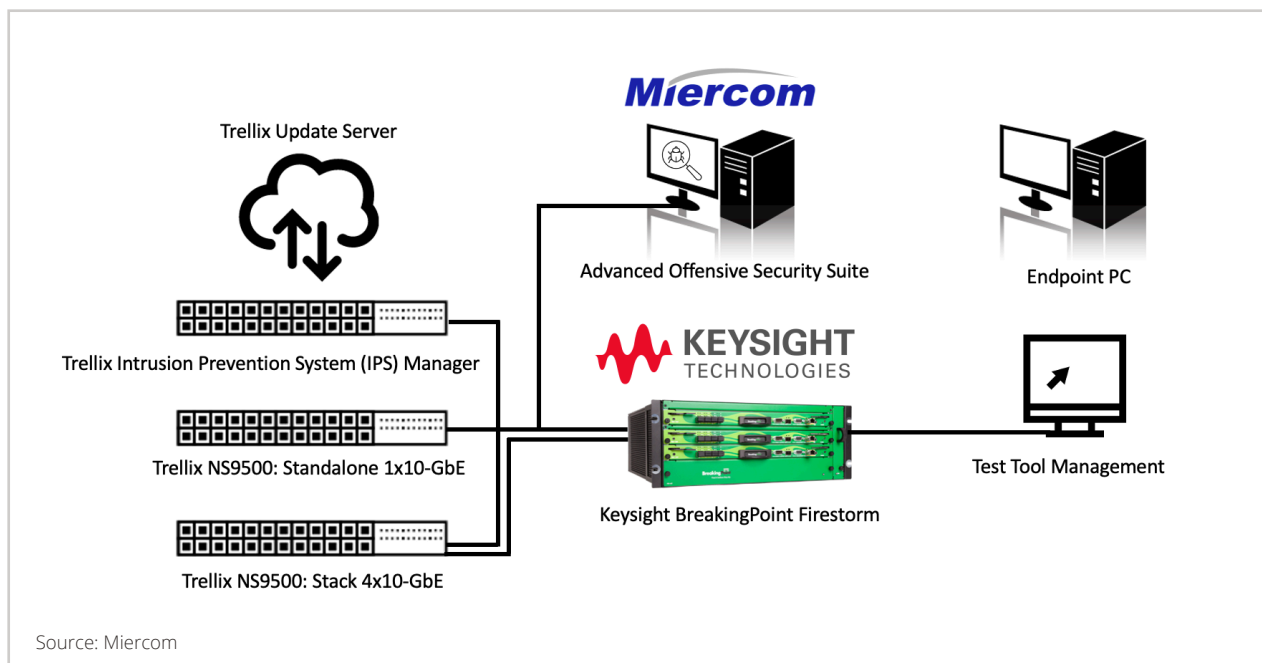 Miercom
Trellix Update Server
Advanced Offensive Security Suite
Endpoint PC
Trellix Intrusion Prevention System (IPS) Manager
KEYSIGHT
TECHNOLOGIES
Trellix NS9500: Standalone 1x10-GbE
Test Tool Management
Keysight BreakingPoint Firestorm
Trellix NS9500: Stack 4x10-GbE
Source: Miercom